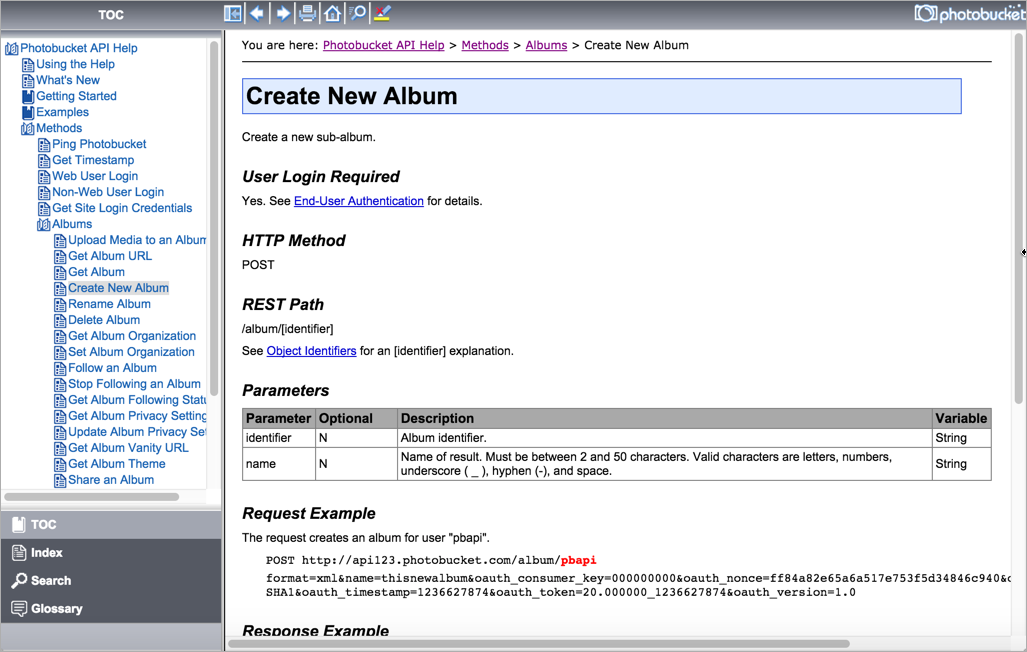 TOC
photobucket
Photobucket API Help
Using the Help
What's New
Getting Started
Examples
Methods
Ping Photobucket
Get Timestamp
Web User Login
Non-Web User Login
Get Site Login Credentials
Albums
Upload Media to an Album
Get Album URL
Get Album
Create New Album
Rename Album
Delete Album
Get Album Organization
Set Album Organization
Follow an Album
Stop Following an Album
Get Album Following Statu
Get Album Privacy Setting
Update Album Privacy Set
Get Album Vanity URL
Get Album Theme
Share an Album
TOC
Index
Search
Glossary
You are here: Photobucket API Help > Methods > Albums > Create New Album
Create New Album
Create a new sub-album.
User Login Required
Yes. See End-User Authentication for details.
HTTP Method
POST
REST Path
/album/[identifier]
See Object Identifiers for an [identifier] explanation.
Parameters
Parameter Optional Description Variable
identifier N Album identifier. String
name N Name of result. Must be between 2 and 50 characters. Valid characters are letters, numbers, String
underscore ( _ ), hyphen (-), and space.
Request Example
The request creates an album for user "pbapi".
POST http://api123.photobucket.com/album/pbapi
format=xml&name=thisnewalbum&oauth_consumer_key=000000000&oauth_nonce=ff84a82e65a6a517e753f5d34846c940&
SHA1&oauth_timestamp=1236627874&oauth_token=20.000000_1236627874&oauth_version=1.0
Response Example